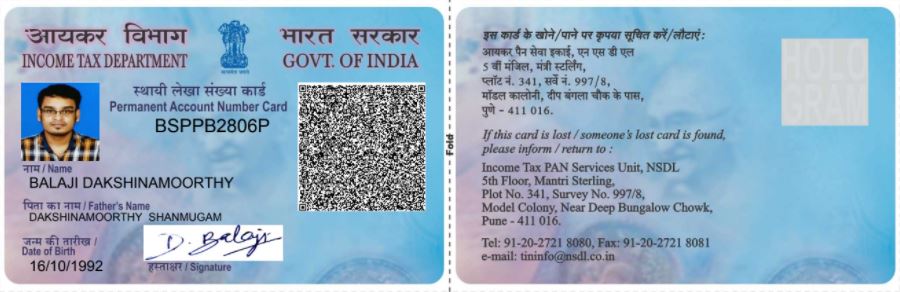 आयकर विभाग
INCOME TAX DEPARTMENT
भारत सरकार
GOVT. OF INDIA
स्थायी लेखा संख्या कार्ड
Permanent Account Number Card
BSPPB2806P
नाम / Name
BALAJI DAKSHINAMOORTHY
पिता का नाम / Father's Name
DAKSHINAMOORTHY SHANMUGAM
जन्म की तारीख /
Date of Birth
16/10/1992
D. Balaji
हस्ताक्षर / Signature
Fold
इस कार्ड के खोने/पाने पर कृपया सूचित करें/लौटाएं :
आयकर पैन सेवा इकाई, एन एस डी एल
5 वीं मंजिल, मंत्री स्टर्लिंग,
प्लॉट नं. 341, सर्वे नं. 997/8,
मॉडल कालोनी, दीप बंगला चौक के पास,
पुणे - 411 016.
If this card is lost / someone's lost card is found,
please inform / return to :
Income Tax PAN Services Unit, NSDL
5th Floor, Mantri Sterling,
Plot No. 341, Survey No. 997/8,
Model Colony, Near Deep Bungalow Chowk,
Pune - 411 016.
Tel: 91-20-2721 8080, Fax: 91-20-2721 8081
e-mail: tininfo@nsdl.co.in
HOLO